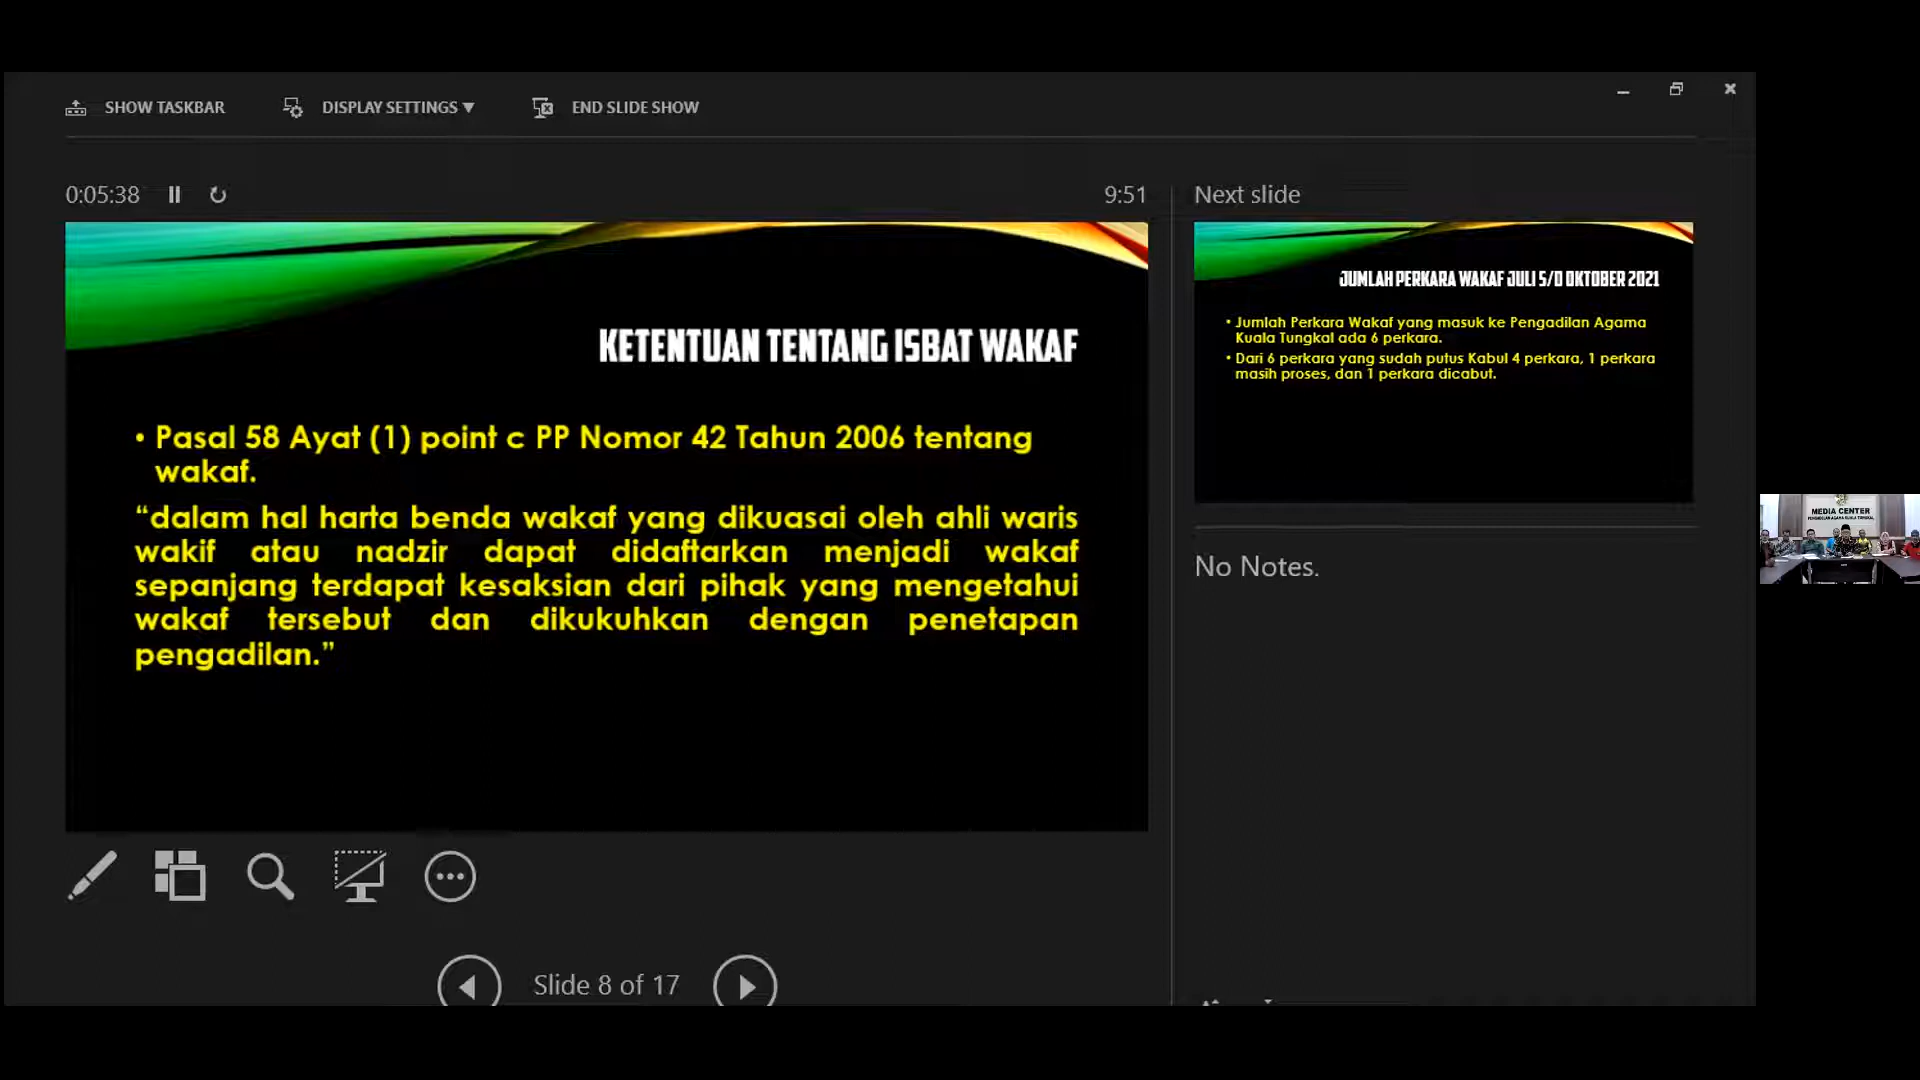 SHOW TASKBAR
DISPLAY SETTINGS ▼
END SLIDE SHOW
0:05:38
9:51
Next slide
KETENTUAN TENTANG ISBAT WAKAF
• Pasal 58 Ayat (1) point c PP Nomor 42 Tahun 2006 tentang
wakaf.
“dalam hal harta benda wakaf yang dikuasai oleh ahli waris
wakif atau nadzir dapat didaftarkan menjadi wakaf
sepanjang terdapat kesaksian dari pihak yang mengetahui
wakaf tersebut dan dikukuhkan dengan penetapan
pengadilan.”
JUMLAH PERKARA WAKAF JULI S/D OKTOBER 2021
• Jumlah Perkara Wakaf yang masuk ke Pengadilan Agama
Kuala Tungkal ada 6 perkara.
• Dari 6 perkara yang sudah putus Kabul 4 perkara, 1 perkara
masih proses, dan 1 perkara dicabut.
No Notes.
Slide 8 of 17
MEDIA CENTER
PENGADILAN AGAMA KUALA TUNGKAL